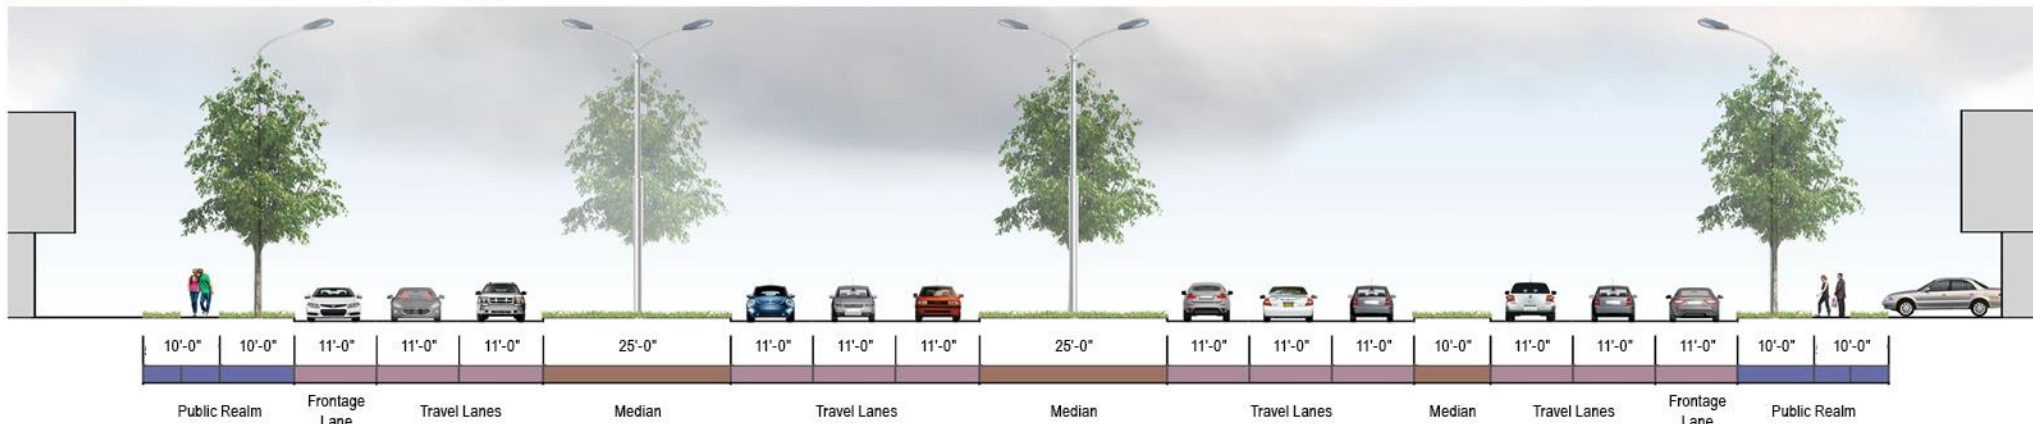 10'-0" 10'-0" 11'-0" 11'-0" 11'-0" 25'-0" 11'-0" 11'-0" 11'-0" 25'-0" 11'-0" 11'-0" 11'-0" 10'-0" 11'-0" 11'-0" 11'-0" 10'-0" 10'-0"
Public Realm
Frontage
Lane
Travel Lanes
Median
Travel Lanes
Median
Travel Lanes
Median
Travel Lanes
Frontage
Lane
Public Realm